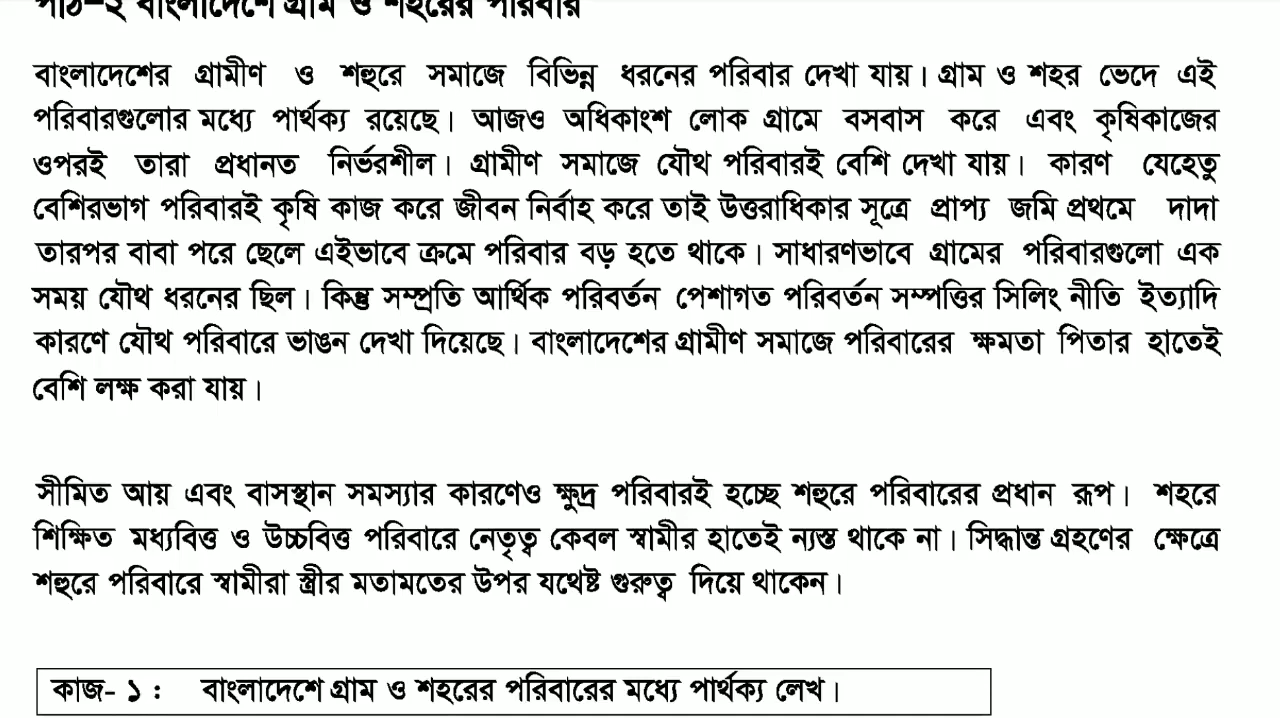 পাঠ-২ বাংলাদেশে গ্রাম ও শহরের পরিবার
বাংলাদেশের গ্রামীণ ও শহুরে সমাজে বিভিন্ন ধরনের পরিবার দেখা যায়। গ্রাম ও শহর ভেদে এই
পরিবারগুলোর মধ্যে পার্থক্য রয়েছে। আজও অধিকাংশ লোক গ্রামে বসবাস করে এবং কৃষিকাজের
ওপরই তারা প্রধানত নির্ভরশীল। গ্রামীণ সমাজে যৌথ পরিবারই বেশি দেখা যায়। কারণ যেহেতু
বেশিরভাগ পরিবারই কৃষি কাজ করে জীবন নির্বাহ করে তাই উত্তরাধিকার সূত্রে প্রাপ্য জমি প্রথমে দাদা
তারপর বাবা পরে ছেলে এইভাবে ক্রমে পরিবার বড় হতে থাকে। সাধারণভাবে গ্রামের পরিবারগুলো এক
সময় যৌথ ধরনের ছিল। কিন্তু সম্প্রতি আর্থিক পরিবর্তন পেশাগত পরিবর্তন সম্পত্তির সিলিং নীতি ইত্যাদি
কারণে যৌথ পরিবারে ভাঙন দেখা দিয়েছে। বাংলাদেশের গ্রামীণ সমাজে পরিবারের ক্ষমতা পিতার হাতেই
বেশি লক্ষ করা যায়।
সীমিত আয় এবং বাসস্থান সমস্যার কারণেও ক্ষুদ্র পরিবারই হচ্ছে শহুরে পরিবারের প্রধান রূপ। শহরে
শিক্ষিত মধ্যবিত্ত ও উচ্চবিত্ত পরিবারে নেতৃত্ব কেবল স্বামীর হাতেই ন্যস্ত থাকে না। সিদ্ধান্ত গ্রহণের ক্ষেত্রে
শহুরে পরিবারে স্বামীরা স্ত্রীর মতামতের উপর যথেষ্ট গুরুত্ব দিয়ে থাকেন।
কাজ- ১ : বাংলাদেশে গ্রাম ও শহরের পরিবারের মধ্যে পার্থক্য লেখ।